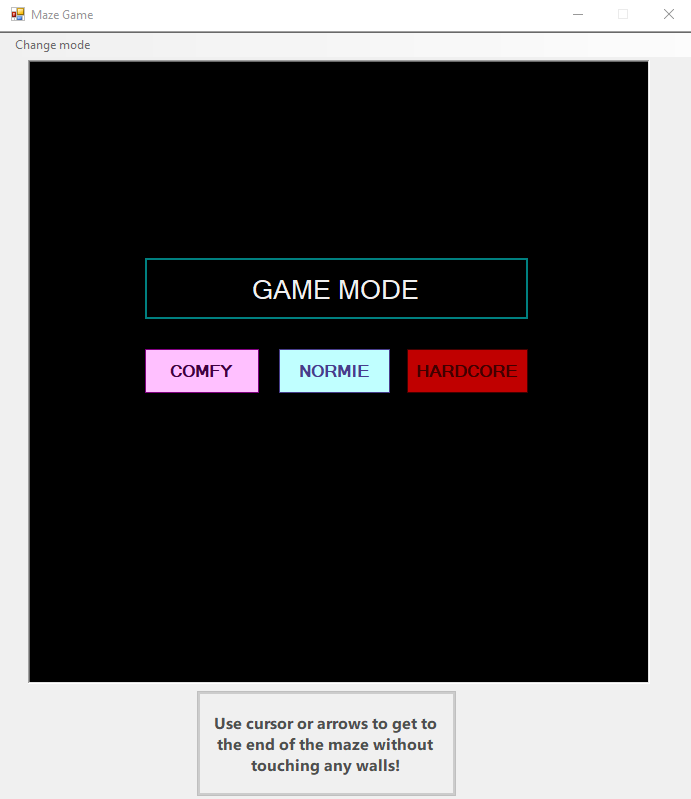 Maze Game
Change mode
GAME MODE
COMFY NORMIE HARDCORE
Use cursor or arrows to get to
the end of the maze without
touching any walls!